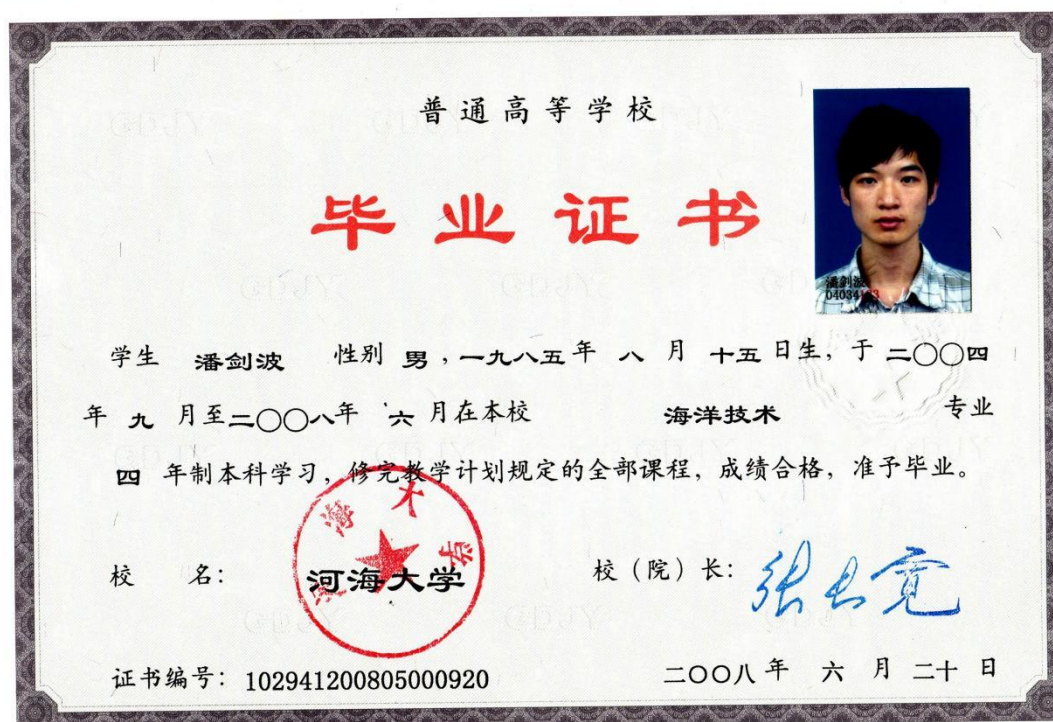 普通高等学校
毕业证书
潘剑波
学生 潘剑波 性别 男，一九八五年 八 月 十五 日生，于 二〇〇四
年 九 月至二〇〇八年 六 月在本校 海洋技术 专业
四 年制本科学习，修完教学计划规定的全部课程，成绩合格，准予毕业。
河海大学
校 名：河海大学 校（院）长：张长宽
证书编号：102941200805000920 二〇〇八年 六 月 二十 日